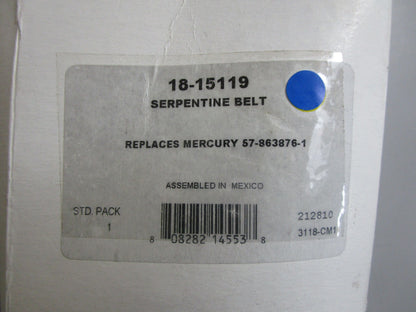 18-15119
SERPENTINE BELT
REPLACES MERCURY 57-863876-1
ASSEMBLED IN MEXICO
STD. PACK
1
212810
3118-CM1
8 08282 14553 8